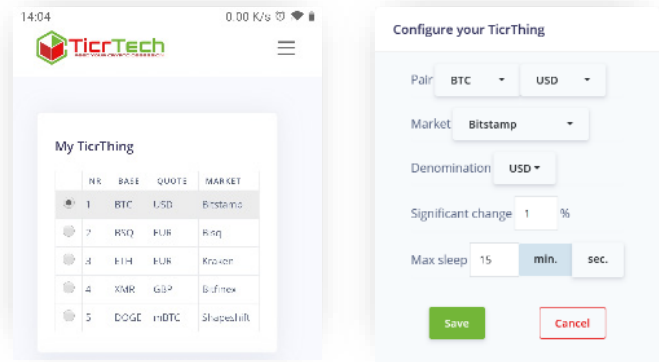 14:04 0.00 K/s
TicrTech
My TicrThing
NR BASE QUOTE MARKET
1 BTC USD Bitstamp
2 BSQ EUR Bisq
3 ETH EUR Kraken
4 XMR GBP Bitfinex
5 DOGE mBTC Shapeshift
Configure your TicrThing
Pair BTC USD
Market Bitstamp
Denomination USD
Significant change 1 %
Max sleep 15 min. sec.
Save Cancel